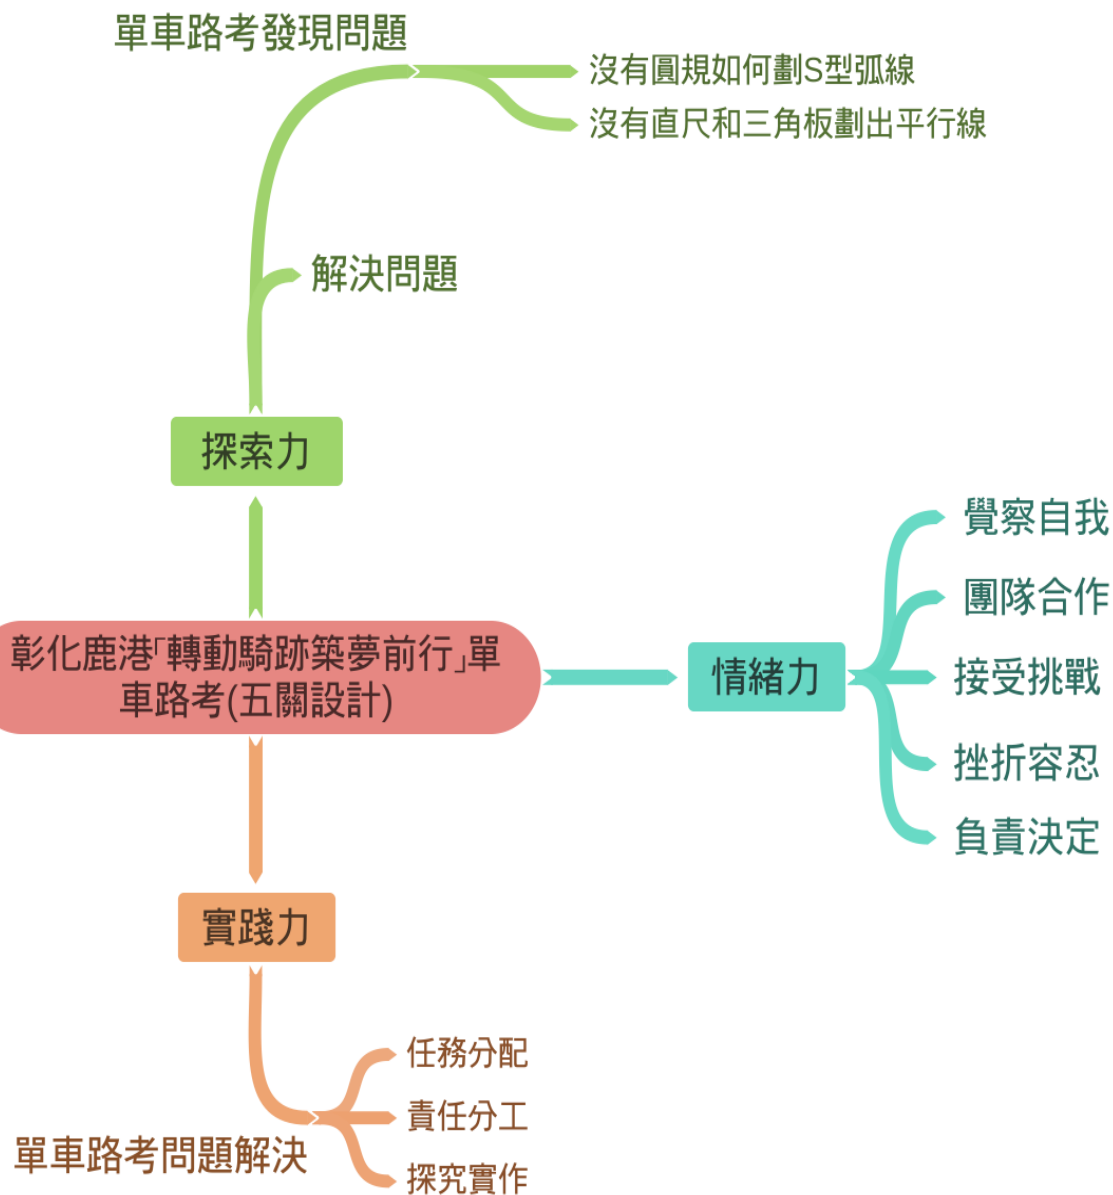 單車路考發現問題
沒有圓規如何劃S型弧線
沒有直尺和三角板劃出平行線
解決問題
探索力
彰化鹿港「轉動騎跡築夢前行」單
車路考(五關設計)
情緒力
覺察自我
團隊合作
接受挑戰
挫折容忍
負責決定
實踐力
單車路考問題解決
任務分配
責任分工
探究實作